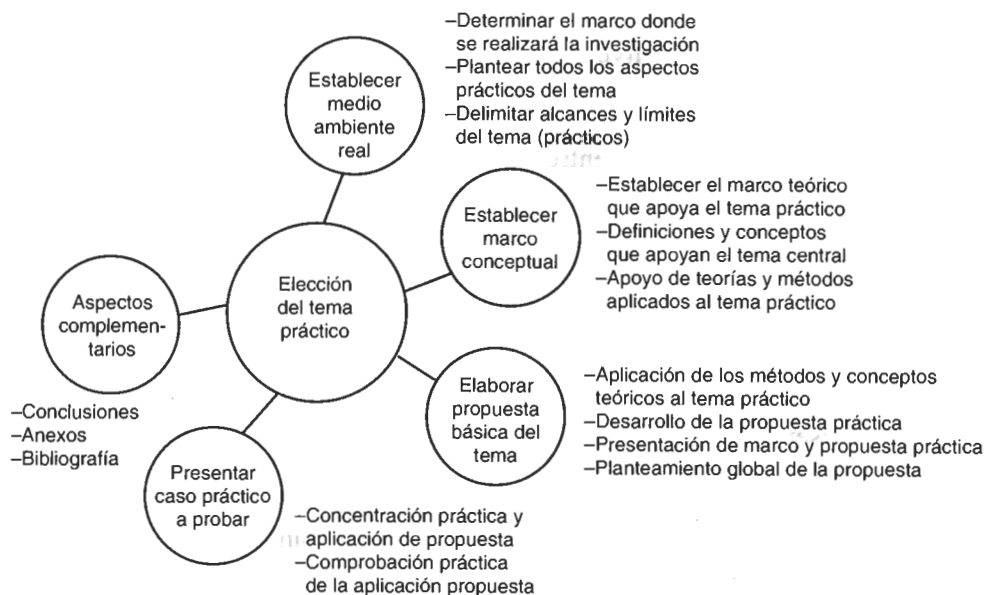 Establecer
medio
ambiente
real
–Determinar el marco donde
se realizará la investigación
–Plantear todos los aspectos
prácticos del tema
–Delimitar alcances y límites
del tema (prácticos)
Establecer
marco
conceptual
–Establecer el marco teórico
que apoya el tema práctico
–Definiciones y conceptos
que apoyan el tema central
–Apoyo de teorías y métodos
aplicados al tema práctico
Elección
del tema
práctico
Aspectos
complemen-
tarios
–Conclusiones
–Anexos
–Bibliografía
Elaborar
propuesta
básica del
tema
–Aplicación de los métodos y conceptos
teóricos al tema práctico
–Desarrollo de la propuesta práctica
–Presentación de marco y propuesta práctica
–Planteamiento global de la propuesta
Presentar
caso práctico
a probar
–Concentración práctica y
aplicación de propuesta
–Comprobación práctica
de la aplicación propuesta